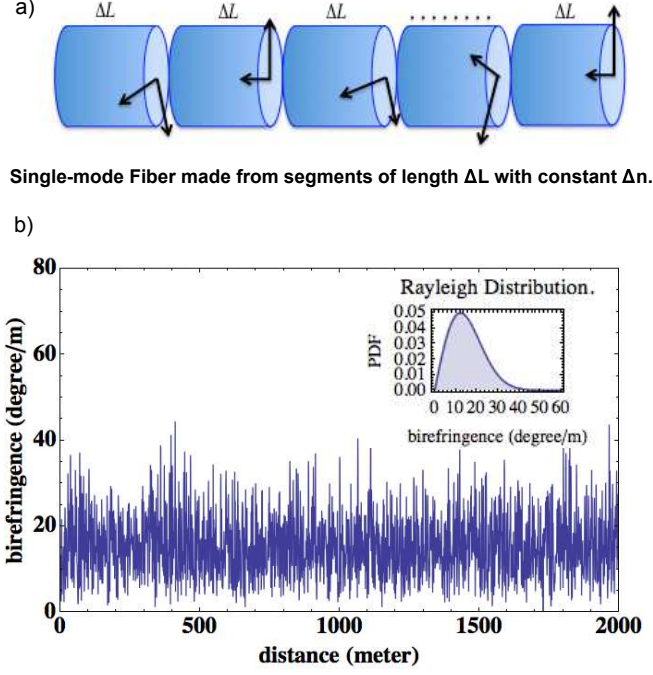 a)
ΔL ΔL ΔL ........ ΔL
Single-mode Fiber made from segments of length ΔL with constant Δn.
b)
80
60
40
20
0
birefringence (degree/m)
0 500 1000 1500 2000
distance (meter)
Rayleigh Distribution.
0.05
0.04
0.03
0.02
0.01
0.00
PDF
0 10 20 30 40 50 60
birefringence (degree/m)